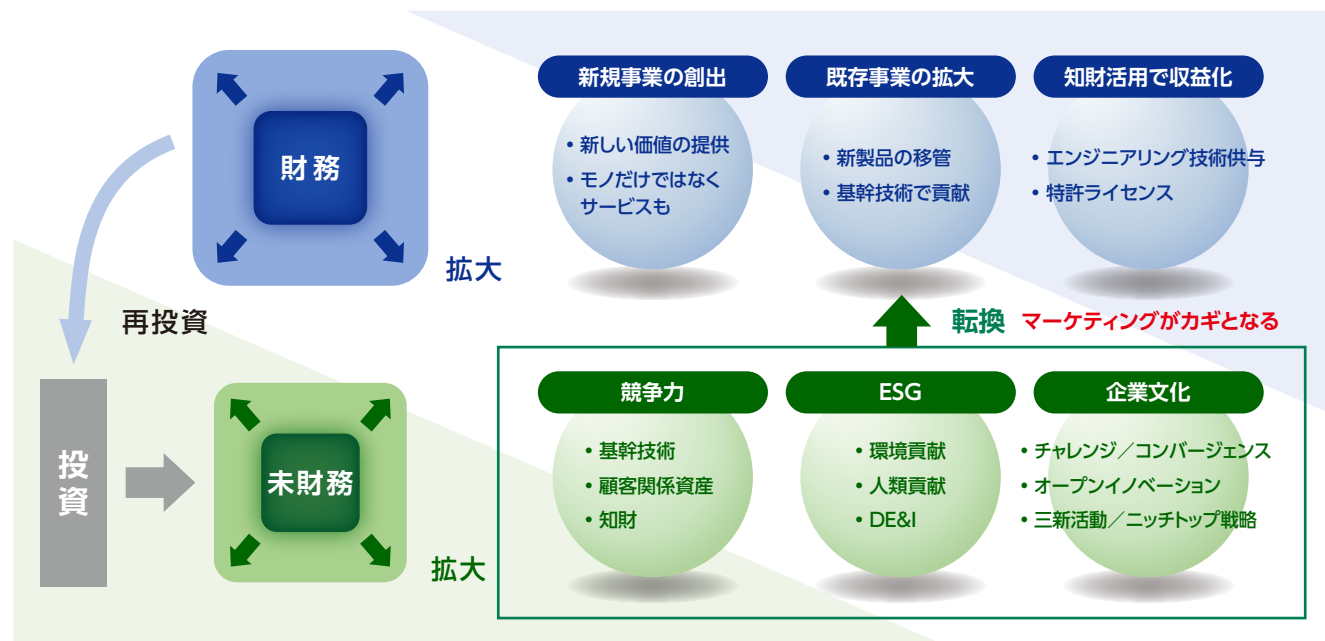 財務
拡大
再投資
新規事業の創出
・新しい価値の提供
・モノだけではなく
サービスも
既存事業の拡大
・新製品の移管
・基幹技術で貢献
知財活用で収益化
・エンジニアリング技術供与
・特許ライセンス
転換 マーケティングがカギとなる
投資
未財務
拡大
競争力
・基幹技術
・顧客関係資産
・知財
ESG
・環境貢献
・人類貢献
・DE&I
企業文化
・チャレンジ／コンバージェンス
・オープンイノベーション
・三新活動／ニッチトップ戦略